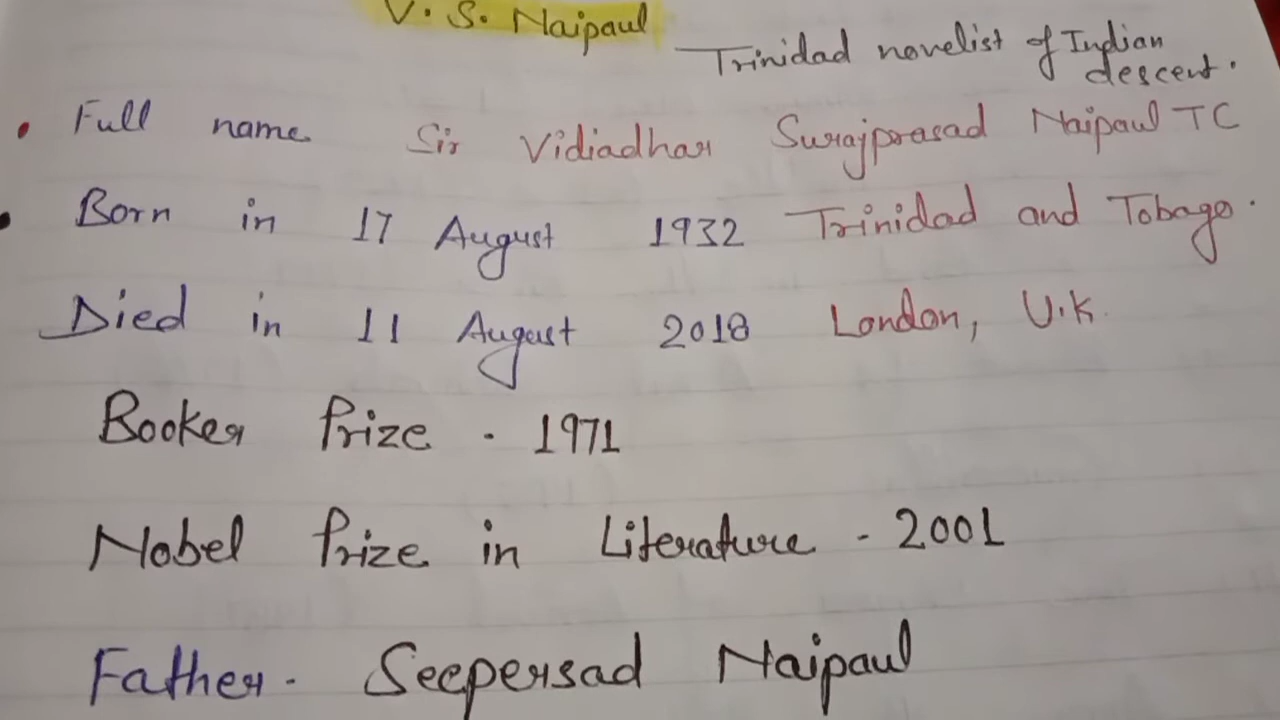 V. S. Naipaul
Trinidad novelist of Indian
descent.
• Full name Sir Vidiadhar Surajprasad Naipaul TC
• Born in 17 August 1932 Trinidad and Tobago.
Died in 11 August 2018 London, U.K.
Booker Prize - 1971
Nobel Prize in Literature - 2001
Father - Seepersad Naipaul